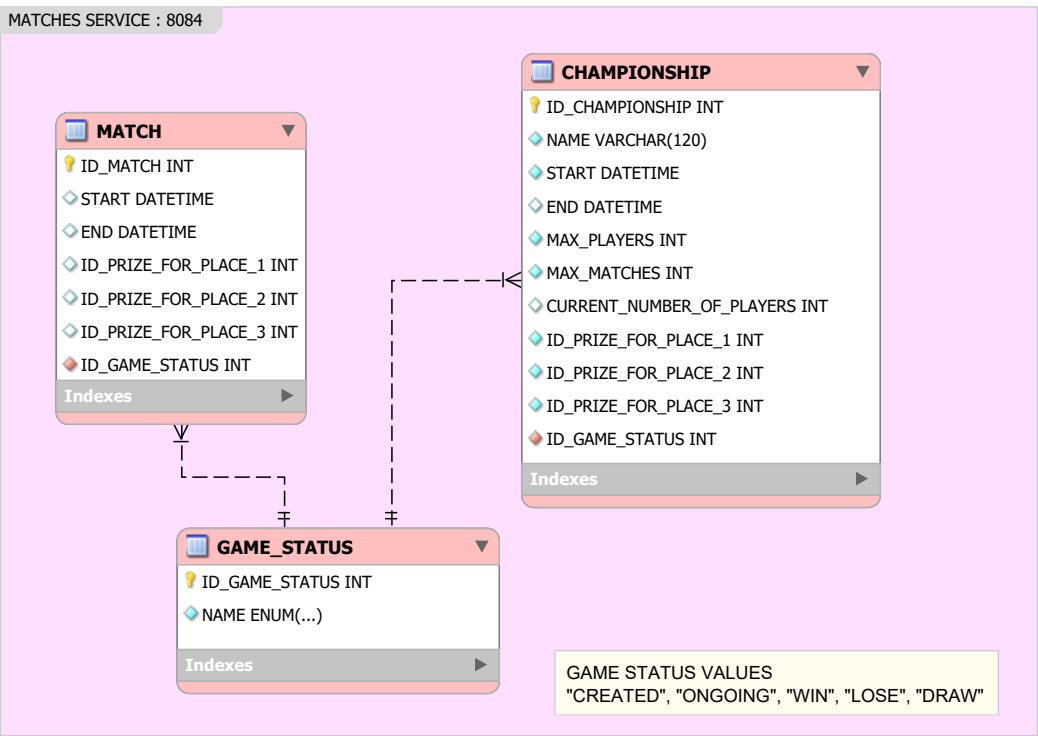 MATCHES SERVICE : 8084
MATCH
ID_MATCH INT
START DATETIME
END DATETIME
ID_PRIZE_FOR_PLACE_1 INT
ID_PRIZE_FOR_PLACE_2 INT
ID_PRIZE_FOR_PLACE_3 INT
ID_GAME_STATUS INT
Indexes
CHAMPIONSHIP
ID_CHAMPIONSHIP INT
NAME VARCHAR(120)
START DATETIME
END DATETIME
MAX_PLAYERS INT
MAX_MATCHES INT
CURRENT_NUMBER_OF_PLAYERS INT
ID_PRIZE_FOR_PLACE_1 INT
ID_PRIZE_FOR_PLACE_2 INT
ID_PRIZE_FOR_PLACE_3 INT
ID_GAME_STATUS INT
Indexes
GAME_STATUS
ID_GAME_STATUS INT
NAME ENUM(...)
Indexes
GAME STATUS VALUES
"CREATED", "ONGOING", "WIN", "LOSE", "DRAW"